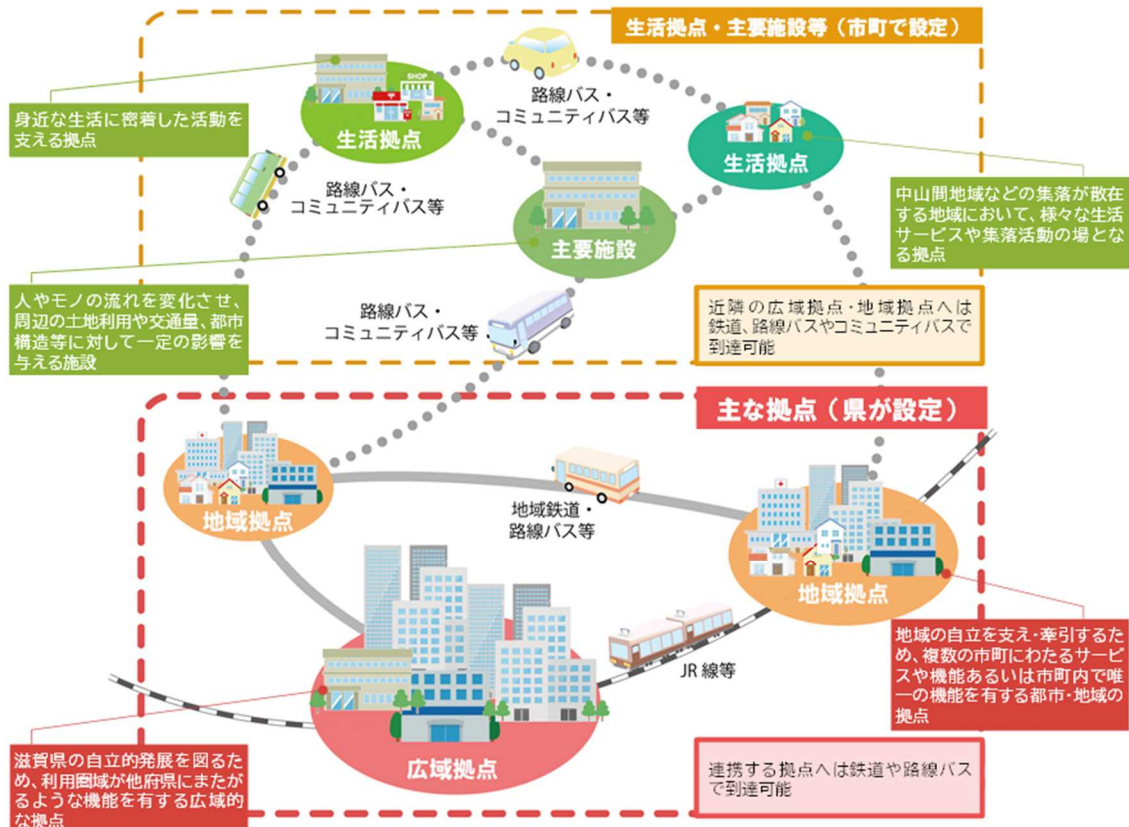 生活拠点・主要施設等（市町で設定）
SHOP
身近な生活に密着した活動を
支える拠点
生活拠点
路線バス・
コミュニティバス等
生活拠点
路線バス・
コミュニティバス等
中山間地域などの集落が散在
する地域において、様々な生活
サービスや集落活動の場とな
る拠点
主要施設
人やモノの流れを変化させ、
周辺の土地利用や交通量、都市
構造等に対して一定の影響を
与える施設
路線バス・
コミュニティバス等
近隣の広域拠点・地域拠点へは
鉄道、路線バスやコミュニティバスで
到達可能
主な拠点（県が設定）
地域拠点
地域鉄道・
路線バス等
地域拠点
JR線等
地域の自立を支え・牽引するた
め、複数の市町にわたるサービ
スや機能あるいは市町内で唯
一の機能を有する都市・地域の
拠点
広域拠点
滋賀県の自立的発展を図るた
め、利用圏域が他府県にまたが
るような機能を有する広域的
な拠点
連携する拠点へは鉄道や路線バス
で到達可能